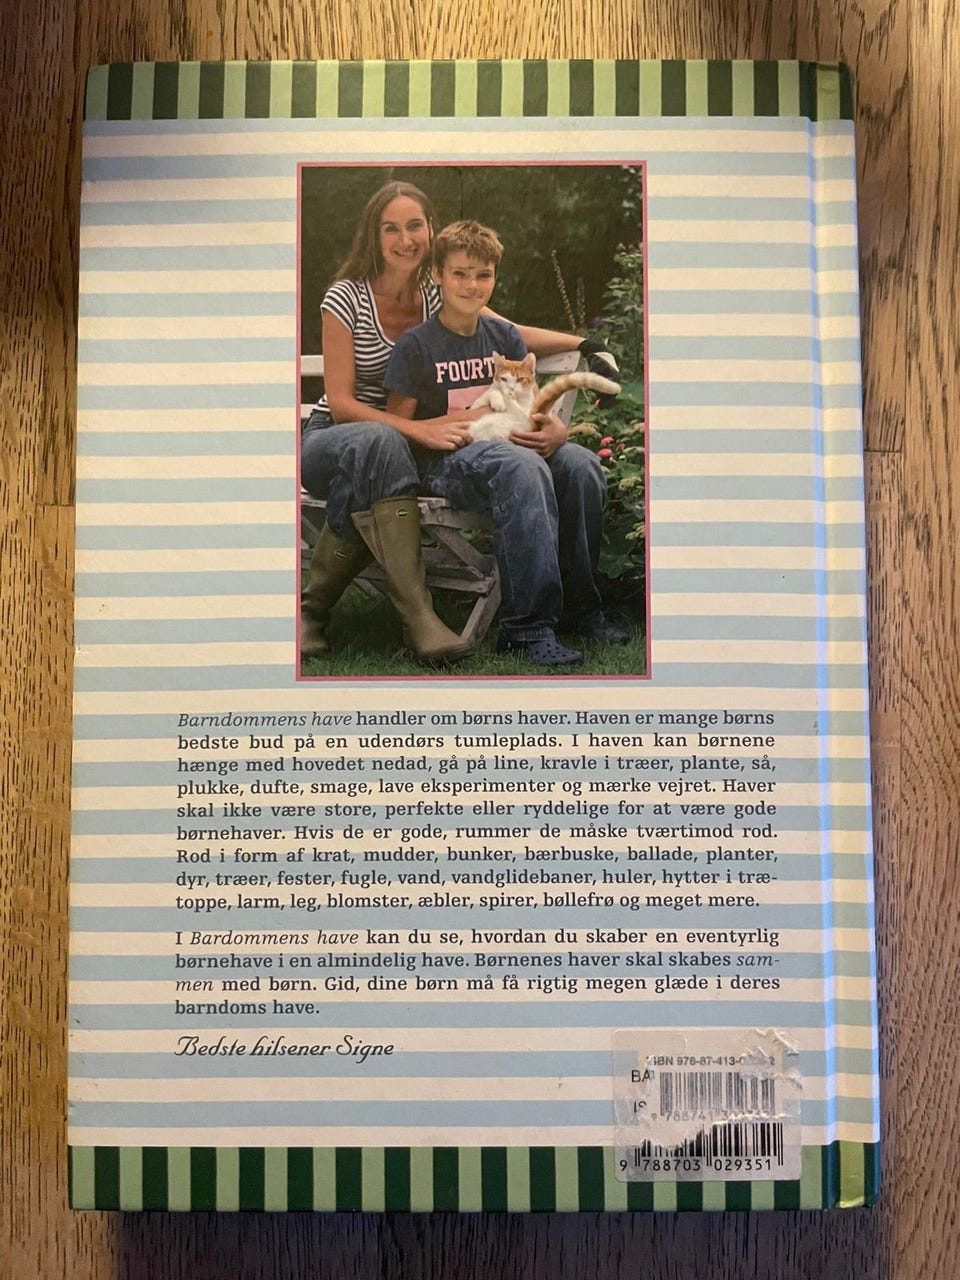 FOURT
Barndommens have handler om børns haver. Haven er mange børns
bedste bud på en udendørs tumleplads. I haven kan børnene
hænge med hovedet nedad, gå på line, kravle i træer, plante, så,
plukke, dufte, smage, lave eksperimenter og mærke vejret. Haver
skal ikke være store, perfekte eller ryddelige for at være gode
børnehaver. Hvis de er gode, rummer de måske tværtimod rod.
Rod i form af krat, mudder, bunker, bærbuske, ballade, planter,
dyr, træer, fester, fugle, vand, vandglidebaner, huler, hytter i træ-
toppe, larm, leg, blomster, æbler, spirer, bøllefrø og meget mere.
I Bardommens have kan du se, hvordan du skaber en eventyrlig
børnehave i en almindelig have. Børnenes haver skal skabes sam-
men med børn. Gid, dine børn må få rigtig megen glæde i deres
barndoms have.
Bedste hilsener Signe
ISBN 978-87-413-
BA
9 788703 029351